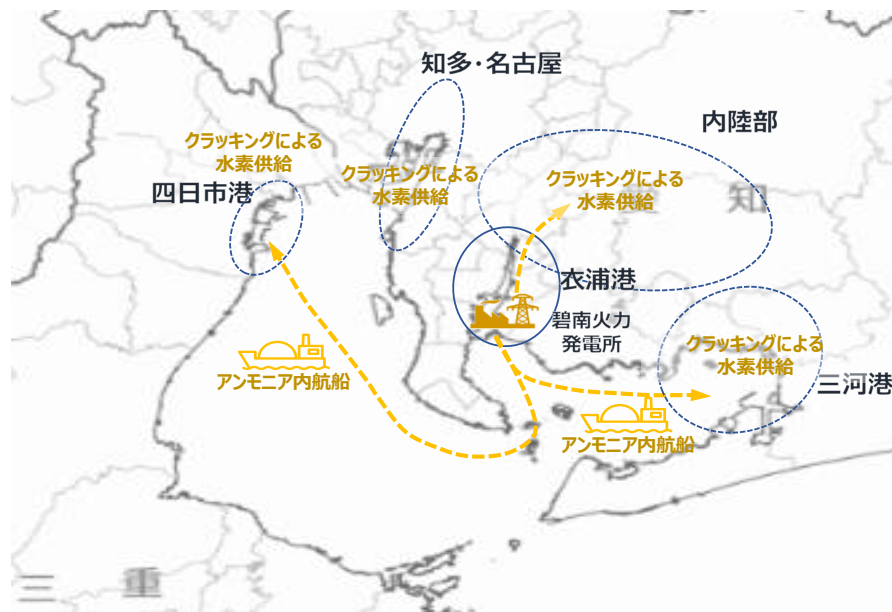 知多・名古屋
内陸部
クラッキングによる
水素供給
四日市港
クラッキングによる
水素供給
クラッキングによる
水素供給
愛 知
衣浦港
碧南火力
発電所
クラッキングによる
水素供給
三河港
アンモニア内航船
アンモニア内航船
三 重